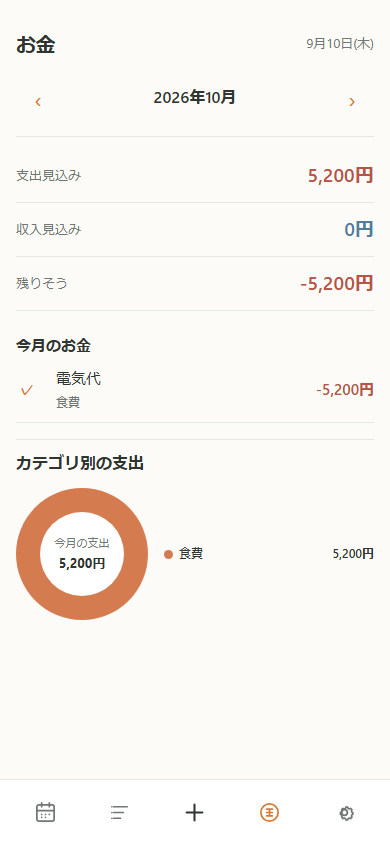 お金
9月10日(木)
‹ 2026年10月 ›
支出見込み 5,200円
収入見込み 0円
残りそう -5,200円
今月のお金
電気代
食費
-5,200円
カテゴリ別の支出
今月の支出
5,200円
食費 5,200円